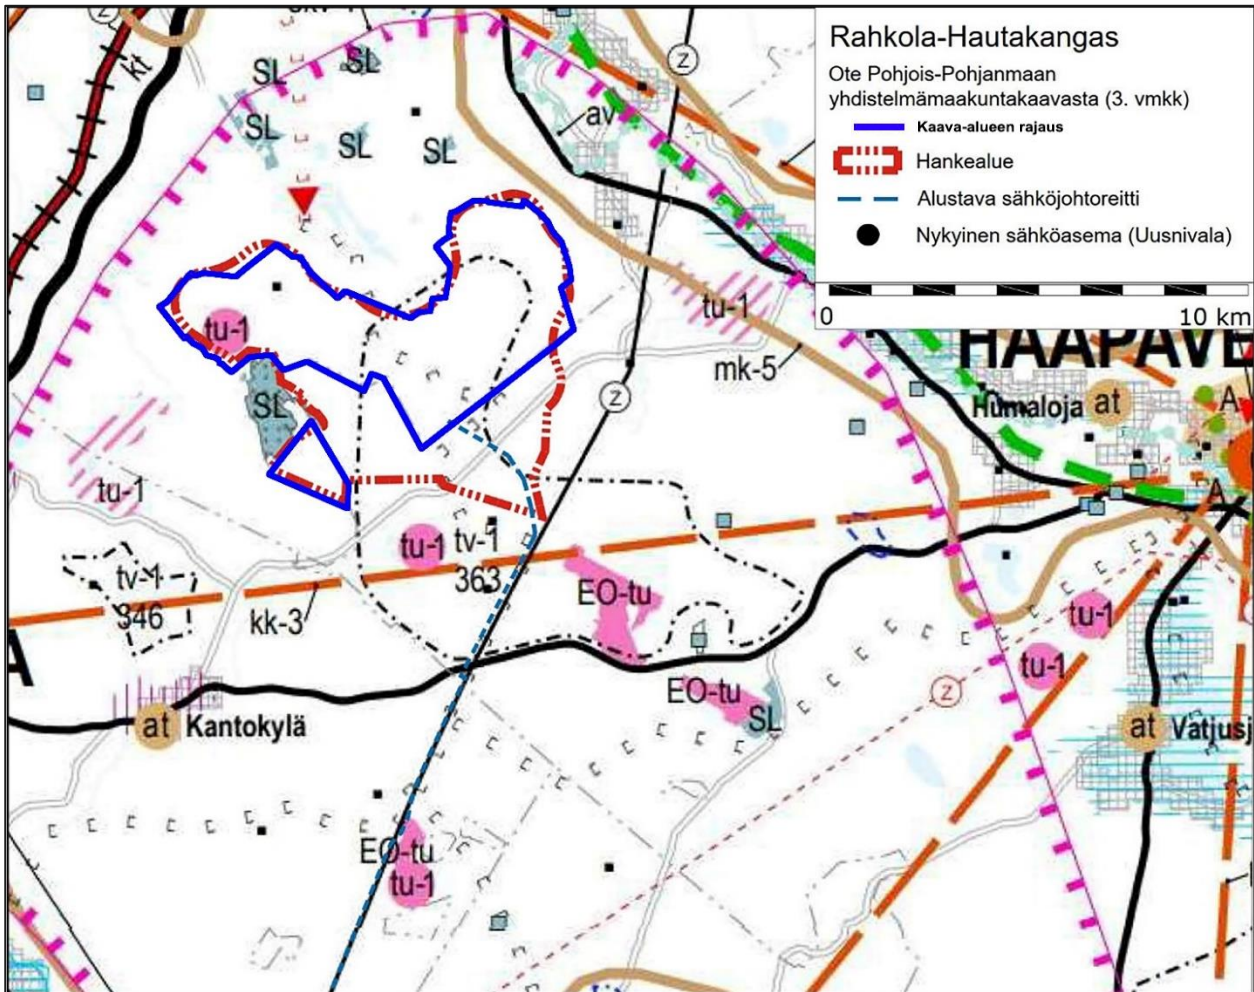 Rahkola-Hautakangas
Ote Pohjois-Pohjanmaan
yhdistelmämaakuntakaavasta (3. vmkk)
Kaava-alueen rajaus
Hankealue
Alustava sähköjohtoreitti
Nykyinen sähköasema (Uusnivala)
0 10 km
kt
SL
SL
SL
SL
SL
av
Z
Z
tu-1
tu-1
mk-5
HAAPAVE
Humaloja
at
A
SL
tu-1
A
tu-1
tv-1
363
tv-1
346
kk-3
EO-tu
tu-1
tu-1
EO-tu
SL
Z
A
at
Kantokylä
at
Vatjusj
EO-tu
tu-1
Z